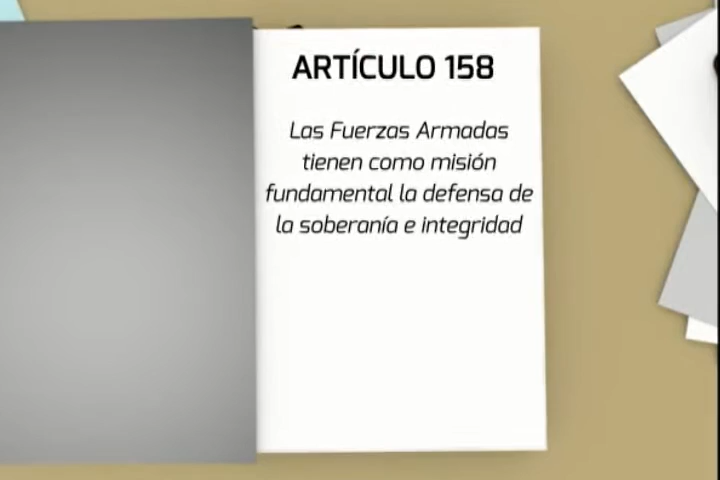 ARTÍCULO 158
Las Fuerzas Armadas
tienen como misión
fundamental la defensa de
la soberanía e integridad